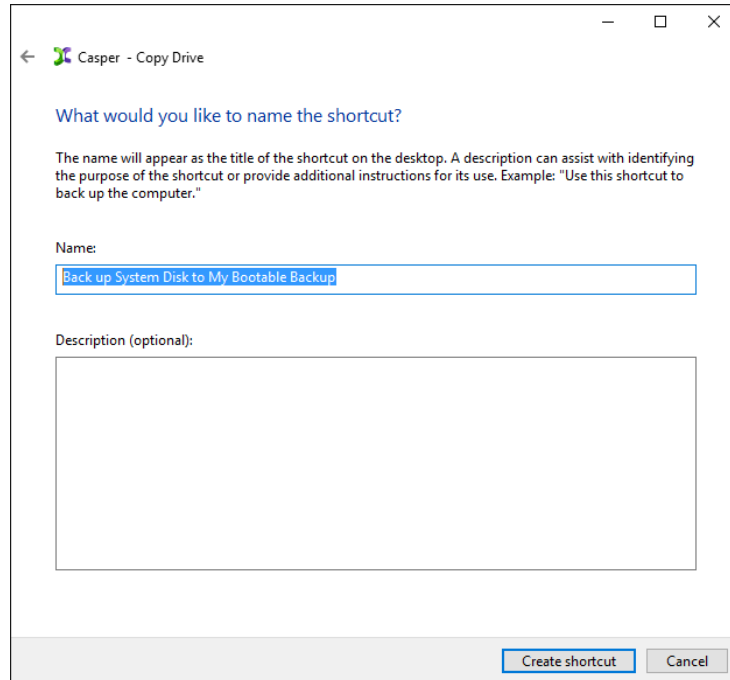 Casper - Copy Drive
What would you like to name the shortcut?
The name will appear as the title of the shortcut on the desktop. A description can assist with identifying
the purpose of the shortcut or provide additional instructions for its use. Example: "Use this shortcut to
back up the computer."
Name:
Back up System Disk to My Bootable Backup
Description (optional):
Create shortcut
Cancel